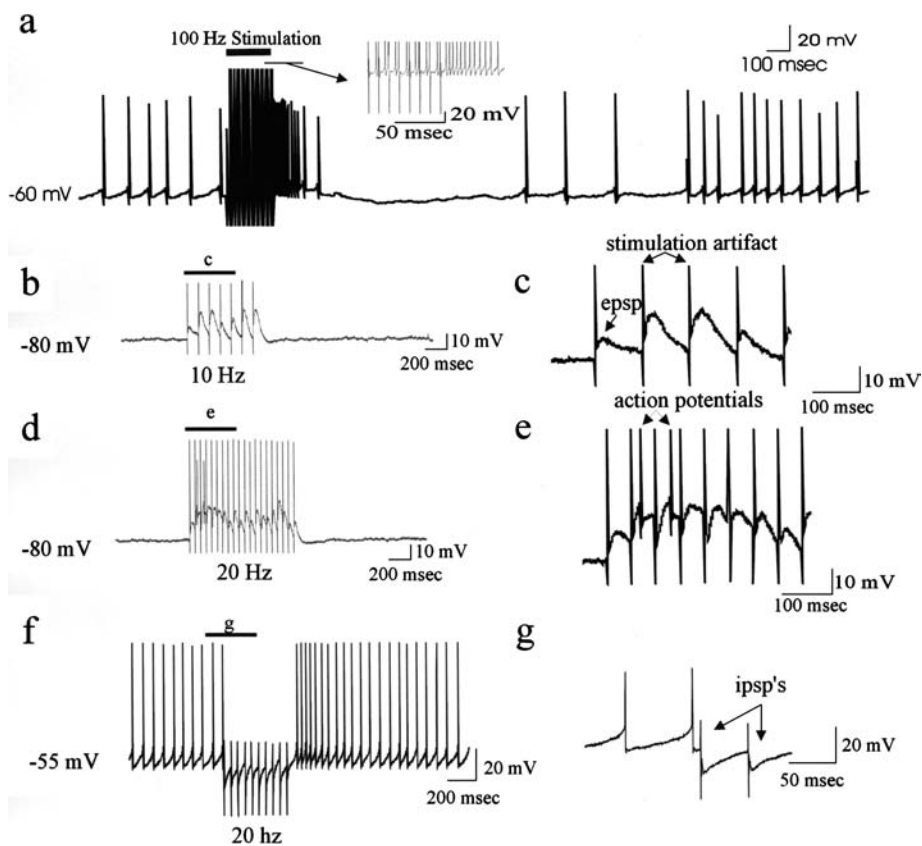 a
100 Hz Stimulation
20 mV
100 msec
20 mV
50 msec
-60 mV
b
c
-80 mV
10 mV
200 msec
10 Hz
c
stimulation artifact
epsp
10 mV
100 msec
d
e
-80 mV
10 mV
200 msec
20 Hz
action potentials
e
10 mV
100 msec
f
g
-55 mV
20 mV
200 msec
20 hz
g
ipsp's
20 mV
50 msec